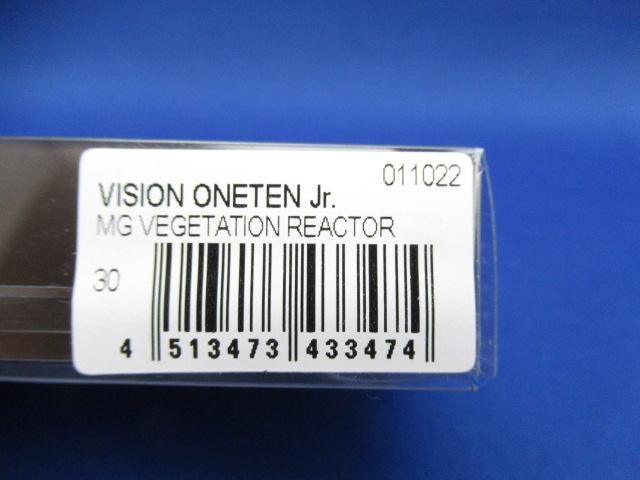 011022
VISION ONETEN Jr.
MG VEGETATION REACTOR
30
4 513473 433474